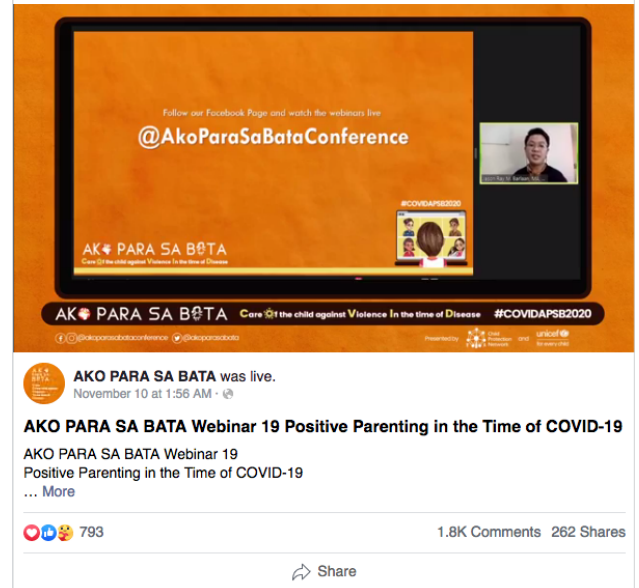 Follow our Facebook Page and watch the webinars live
@AkoParaSaBataConference
#COVIDAPSB2020
AKO PARA SA BATA
Care Of the child against Violence In the time of Disease
AKO PARA SA BATA Care Of the child against Violence In the time of Disease #COVIDAPSB2020
@akoparasabataconference @akoparasabata
Presented by Child Protection Network and unicef for every child
AKO PARA SA BATA was live.
November 10 at 1:56 AM ·
AKO PARA SA BATA Webinar 19 Positive Parenting in the Time of COVID-19
AKO PARA SA BATA Webinar 19
Positive Parenting in the Time of COVID-19
... More
793 1.8K Comments 262 Shares
Share